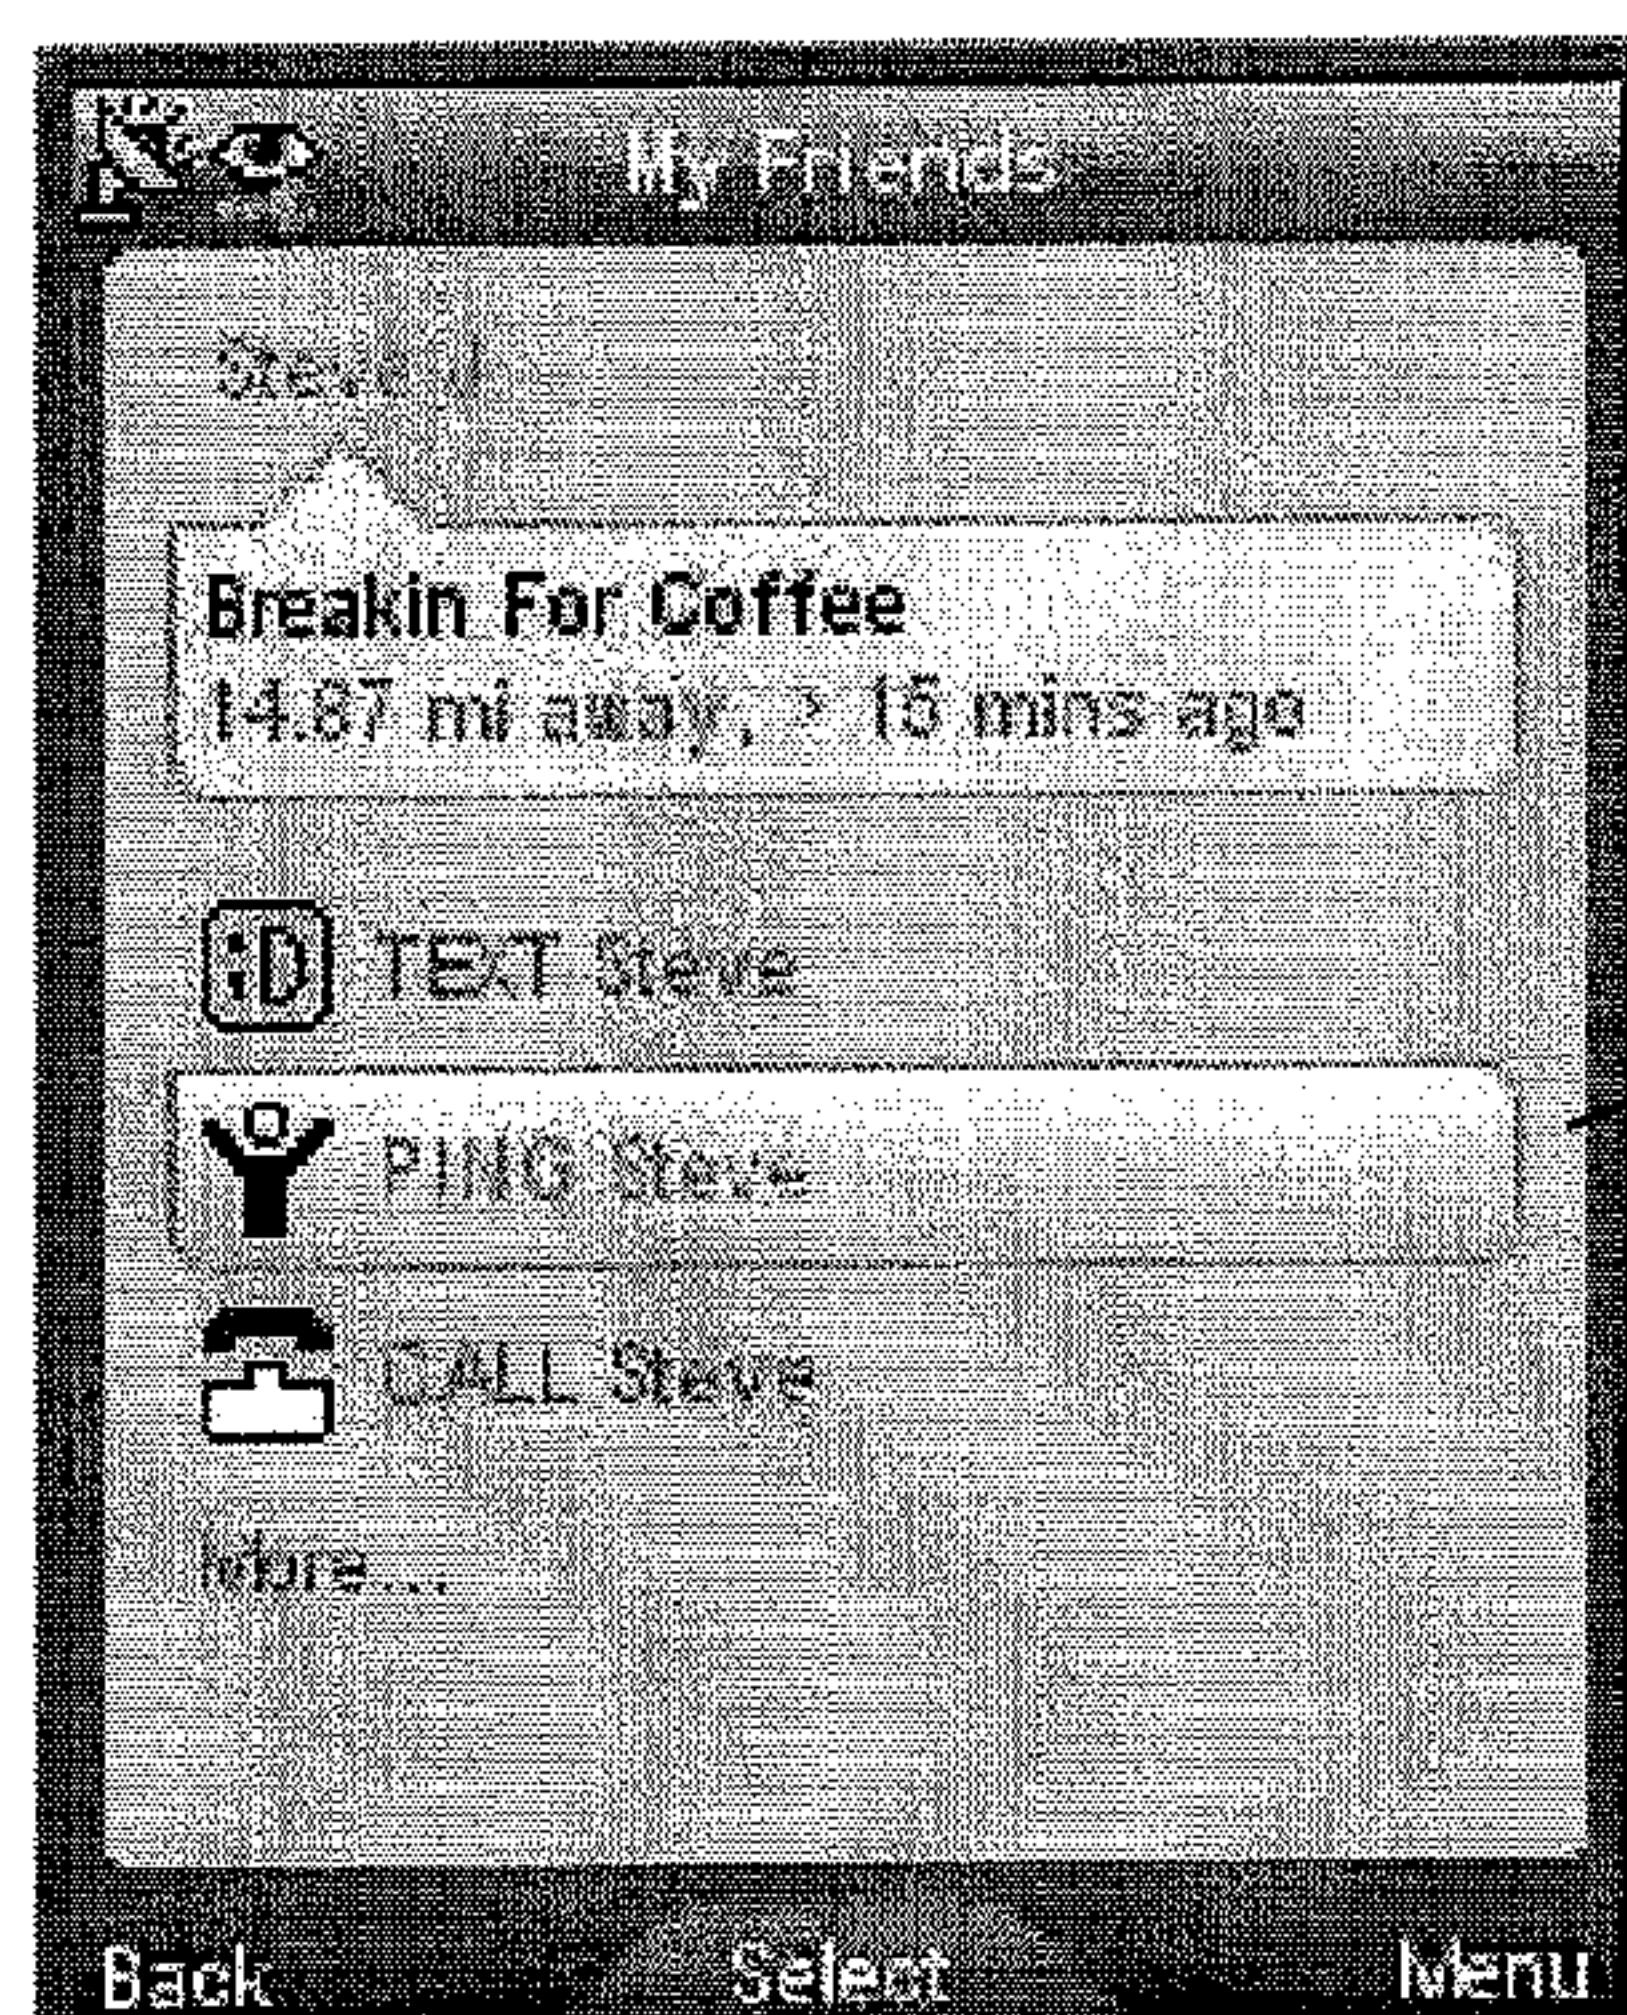 My Friends
Steve J
Breakin For Coffee
14.87 mi away, > 15 mins ago
:D TEXT Steve
PING Steve
CALL Steve
More...
Back Select Menu